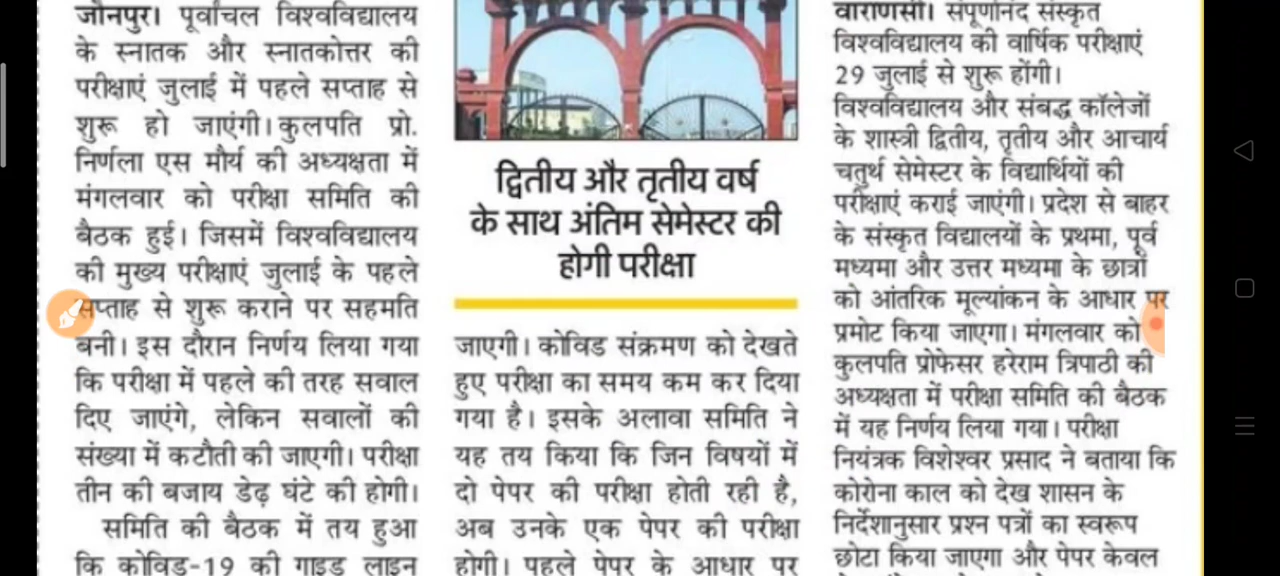 जौनपुर। पूर्वांचल विश्वविद्यालय
के स्नातक और स्नातकोत्तर की
परीक्षाएं जुलाई में पहले सप्ताह से
शुरू हो जाएंगी। कुलपति प्रो.
निर्णला एस मौर्य की अध्यक्षता में
मंगलवार को परीक्षा समिति की
बैठक हुई। जिसमें विश्वविद्यालय
की मुख्य परीक्षाएं जुलाई के पहले
सप्ताह से शुरू कराने पर सहमति
बनी। इस दौरान निर्णय लिया गया
कि परीक्षा में पहले की तरह सवाल
दिए जाएंगे, लेकिन सवालों की
संख्या में कटौती की जाएगी। परीक्षा
तीन की बजाय डेढ़ घंटे की होगी।
समिति की बैठक में तय हुआ
कि कोविड-19 की गाइड लाइन
द्वितीय और तृतीय वर्ष
के साथ अंतिम सेमेस्टर की
होगी परीक्षा
जाएगी। कोविड संक्रमण को देखते
हुए परीक्षा का समय कम कर दिया
गया है। इसके अलावा समिति ने
यह तय किया कि जिन विषयों में
दो पेपर की परीक्षा होती रही है,
अब उनके एक पेपर की परीक्षा
होगी। पहले पेपर के आधार पर
वाराणसी। संपूर्णानंद संस्कृत
विश्वविद्यालय की वार्षिक परीक्षाएं
29 जुलाई से शुरू होंगी।
विश्वविद्यालय और संबद्ध कॉलेजों
के शास्त्री द्वितीय, तृतीय और आचार्य
चतुर्थ सेमेस्टर के विद्यार्थियों की
परीक्षाएं कराई जाएंगी। प्रदेश से बाहर
के संस्कृत विद्यालयों के प्रथमा, पूर्व
मध्यमा और उत्तर मध्यमा के छात्रों
को आंतरिक मूल्यांकन के आधार पर
प्रमोट किया जाएगा। मंगलवार को
कुलपति प्रोफेसर हरेराम त्रिपाठी की
अध्यक्षता में परीक्षा समिति की बैठक
में यह निर्णय लिया गया। परीक्षा
नियंत्रक विशेश्वर प्रसाद ने बताया कि
कोरोना काल को देख शासन के
निर्देशानुसार प्रश्न पत्रों का स्वरूप
छोटा किया जाएगा और पेपर केवल